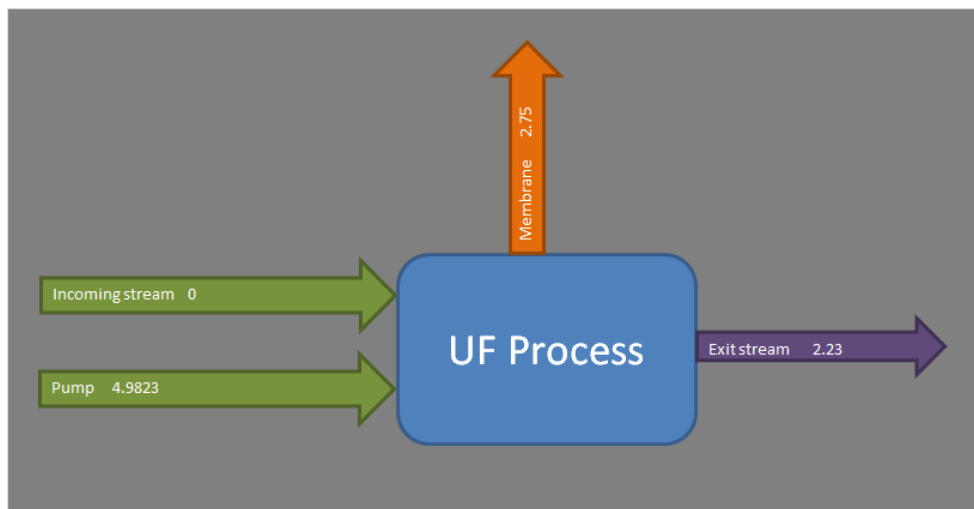 Membrane 2.75
Incoming stream 0
UF Process
Exit stream 2.23
Pump 4.9823